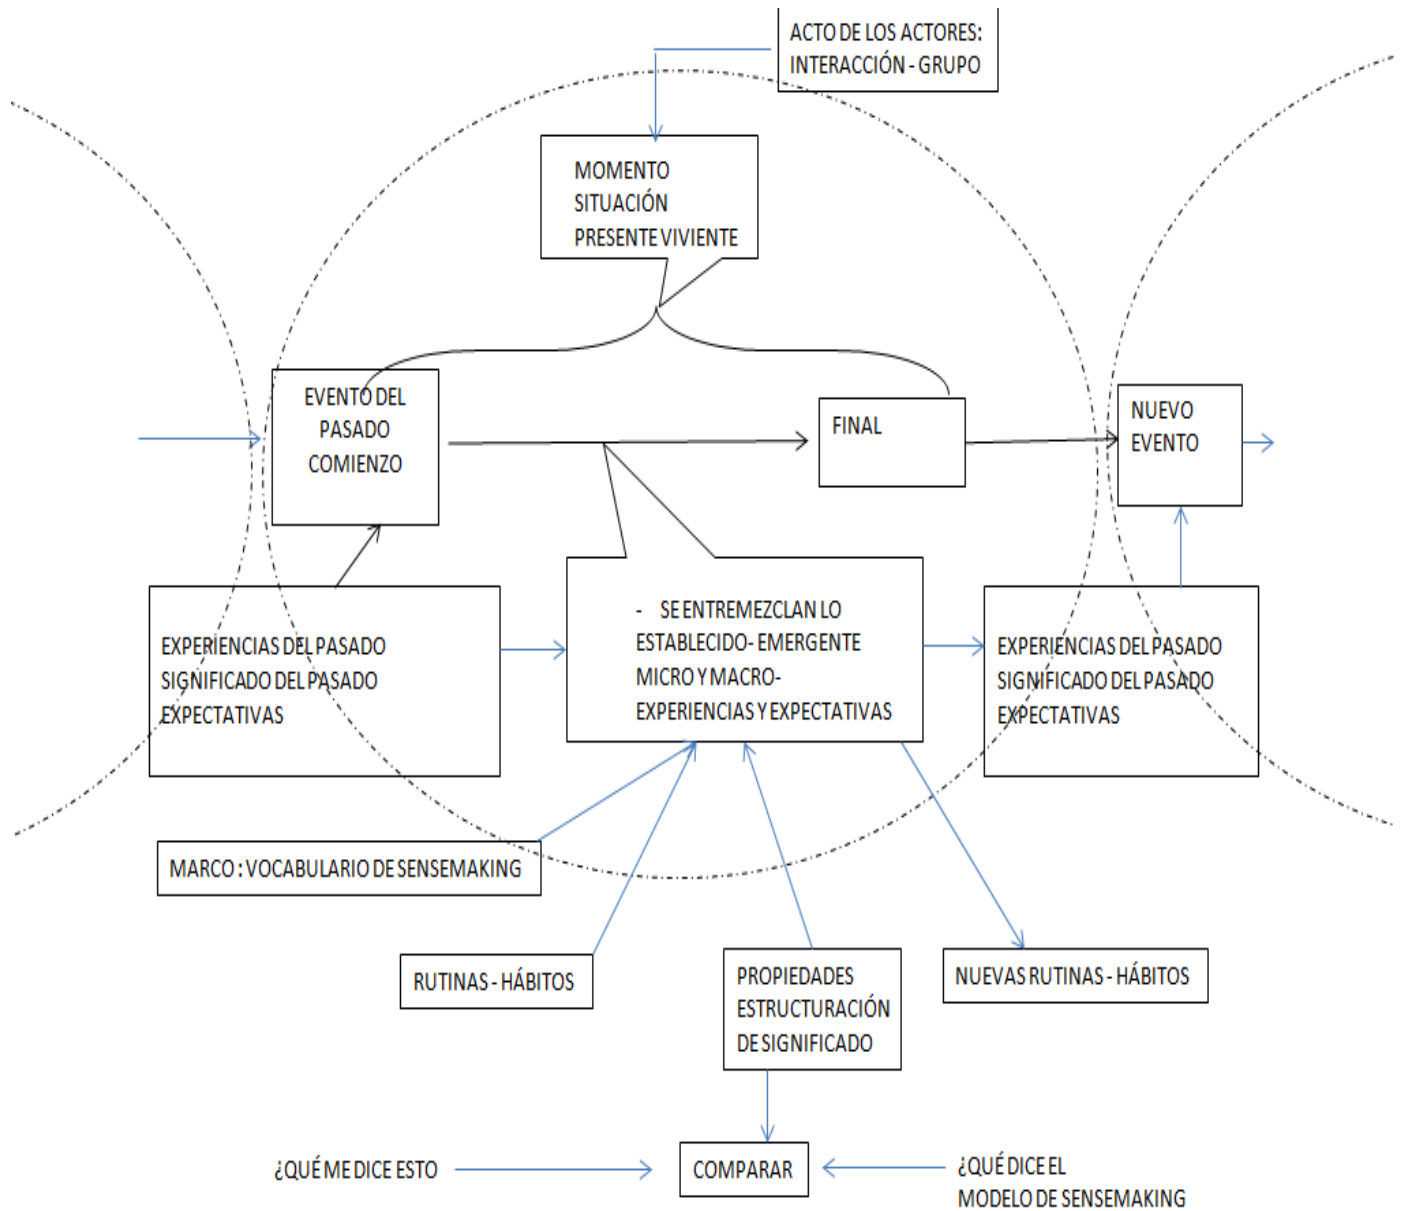 ACTO DE LOS ACTORES:
INTERACCIÓN - GRUPO
MOMENTO
SITUACIÓN
PRESENTE VIVIENTE
EVENTO DEL
PASADO
COMIENZO
FINAL
NUEVO
EVENTO
EXPERIENCIAS DEL PASADO
SIGNIFICADO DEL PASADO
EXPECTATIVAS
- SE ENTREMEZCLAN LO
ESTABLECIDO- EMERGENTE
MICRO Y MACRO-
EXPERIENCIAS Y EXPECTATIVAS
EXPERIENCIAS DEL PASADO
SIGNIFICADO DEL PASADO
EXPECTATIVAS
MARCO : VOCABULARIO DE SENSEMAKING
RUTINAS - HÁBITOS
PROPIEDADES
ESTRUCTURACIÓN
DE SIGNIFICADO
NUEVAS RUTINAS - HÁBITOS
¿QUÉ ME DICE ESTO
COMPARAR
¿QUÉ DICE EL
MODELO DE SENSEMAKING